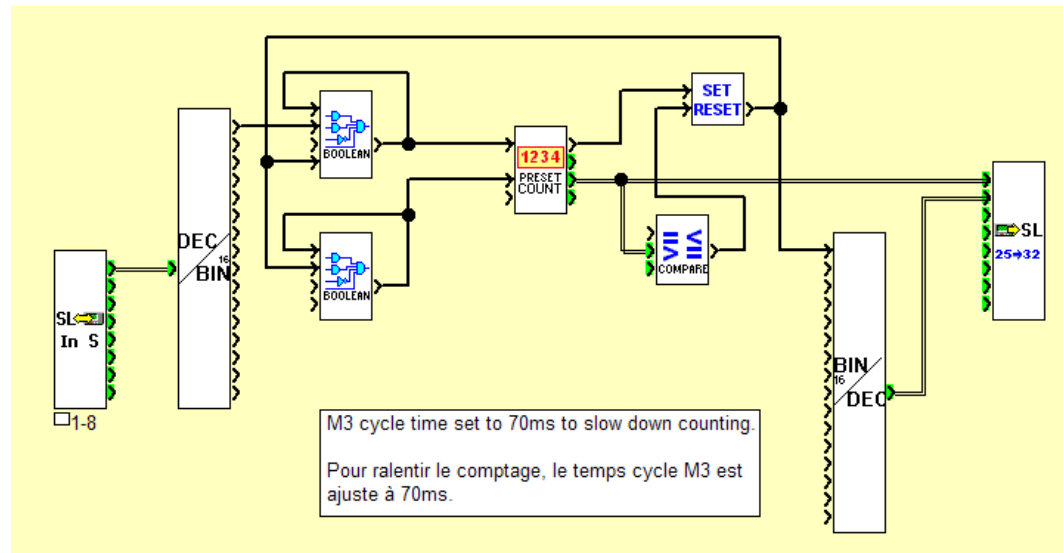 SL
In S
1-8
DEC
16
BIN
BOOLEAN
BOOLEAN
1234
PRESET
COUNT
SET
RESET
COMPARE
BIN
16
DEC
SL
25→32
M3 cycle time set to 70ms to slow down counting.
Pour ralentir le comptage, le temps cycle M3 est
ajuste à 70ms.